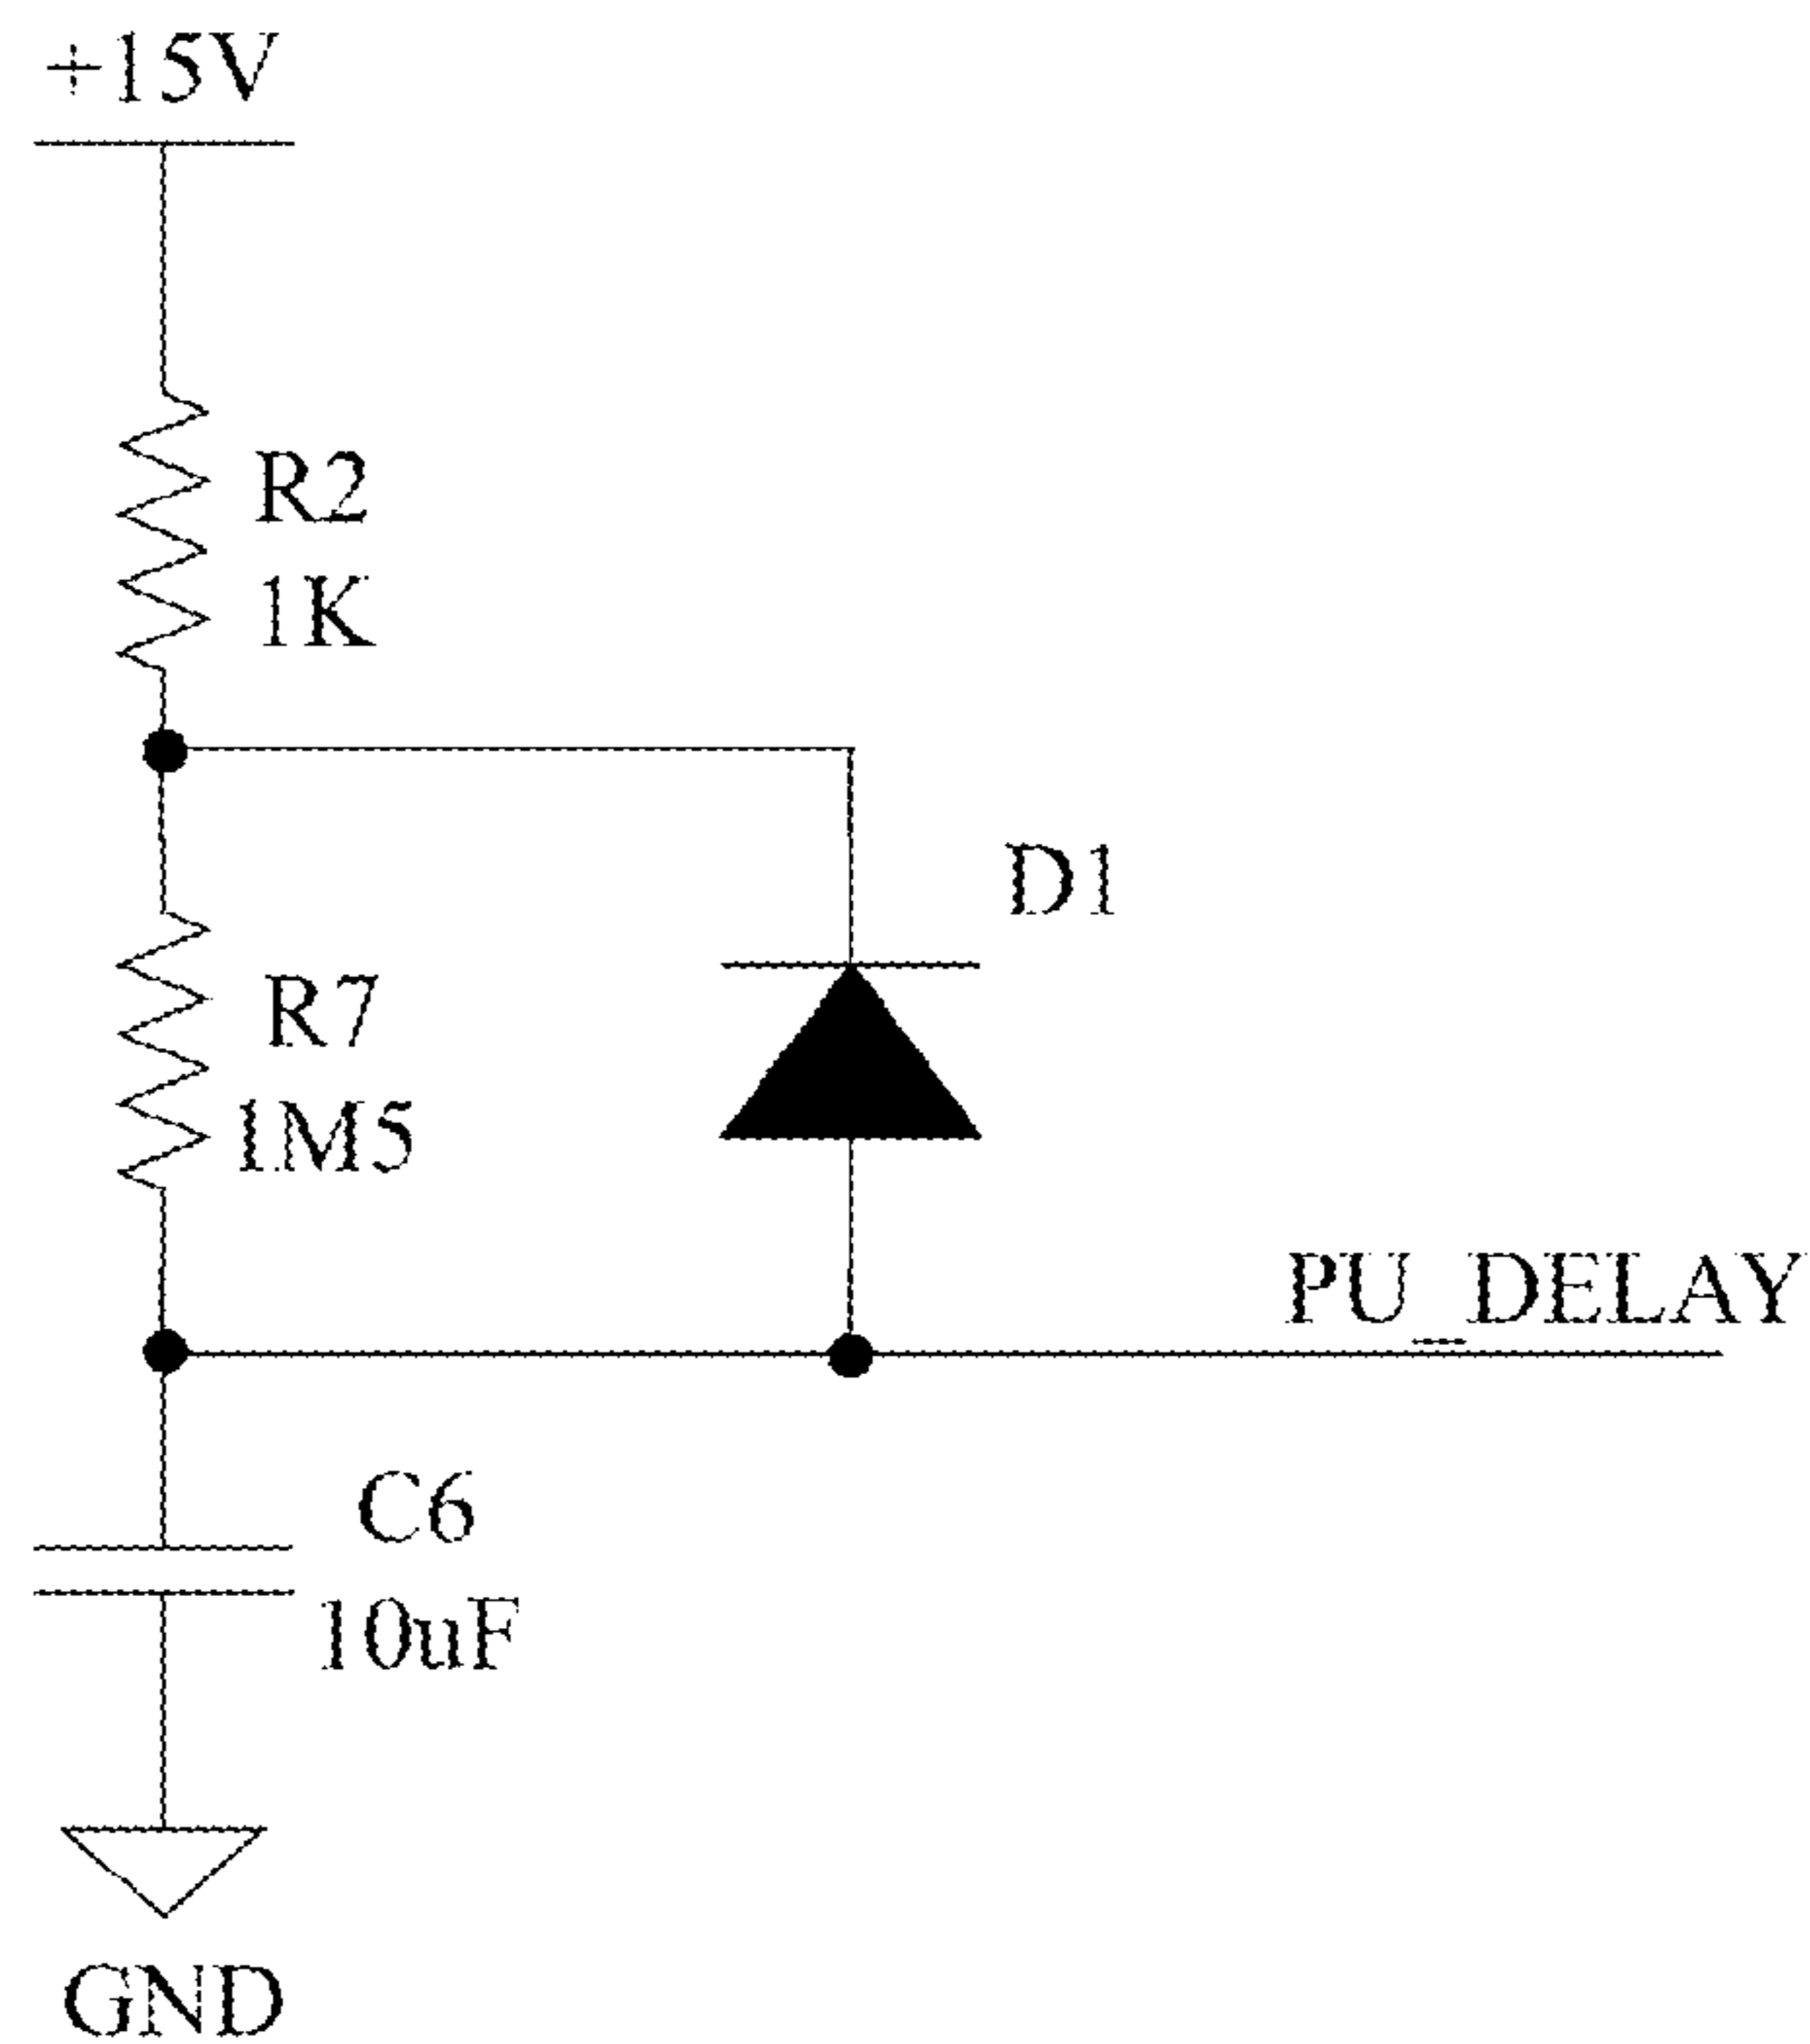 +15V
R2
1K
D1
R7
1M5
PU_DELAY
C6
10uF
GND